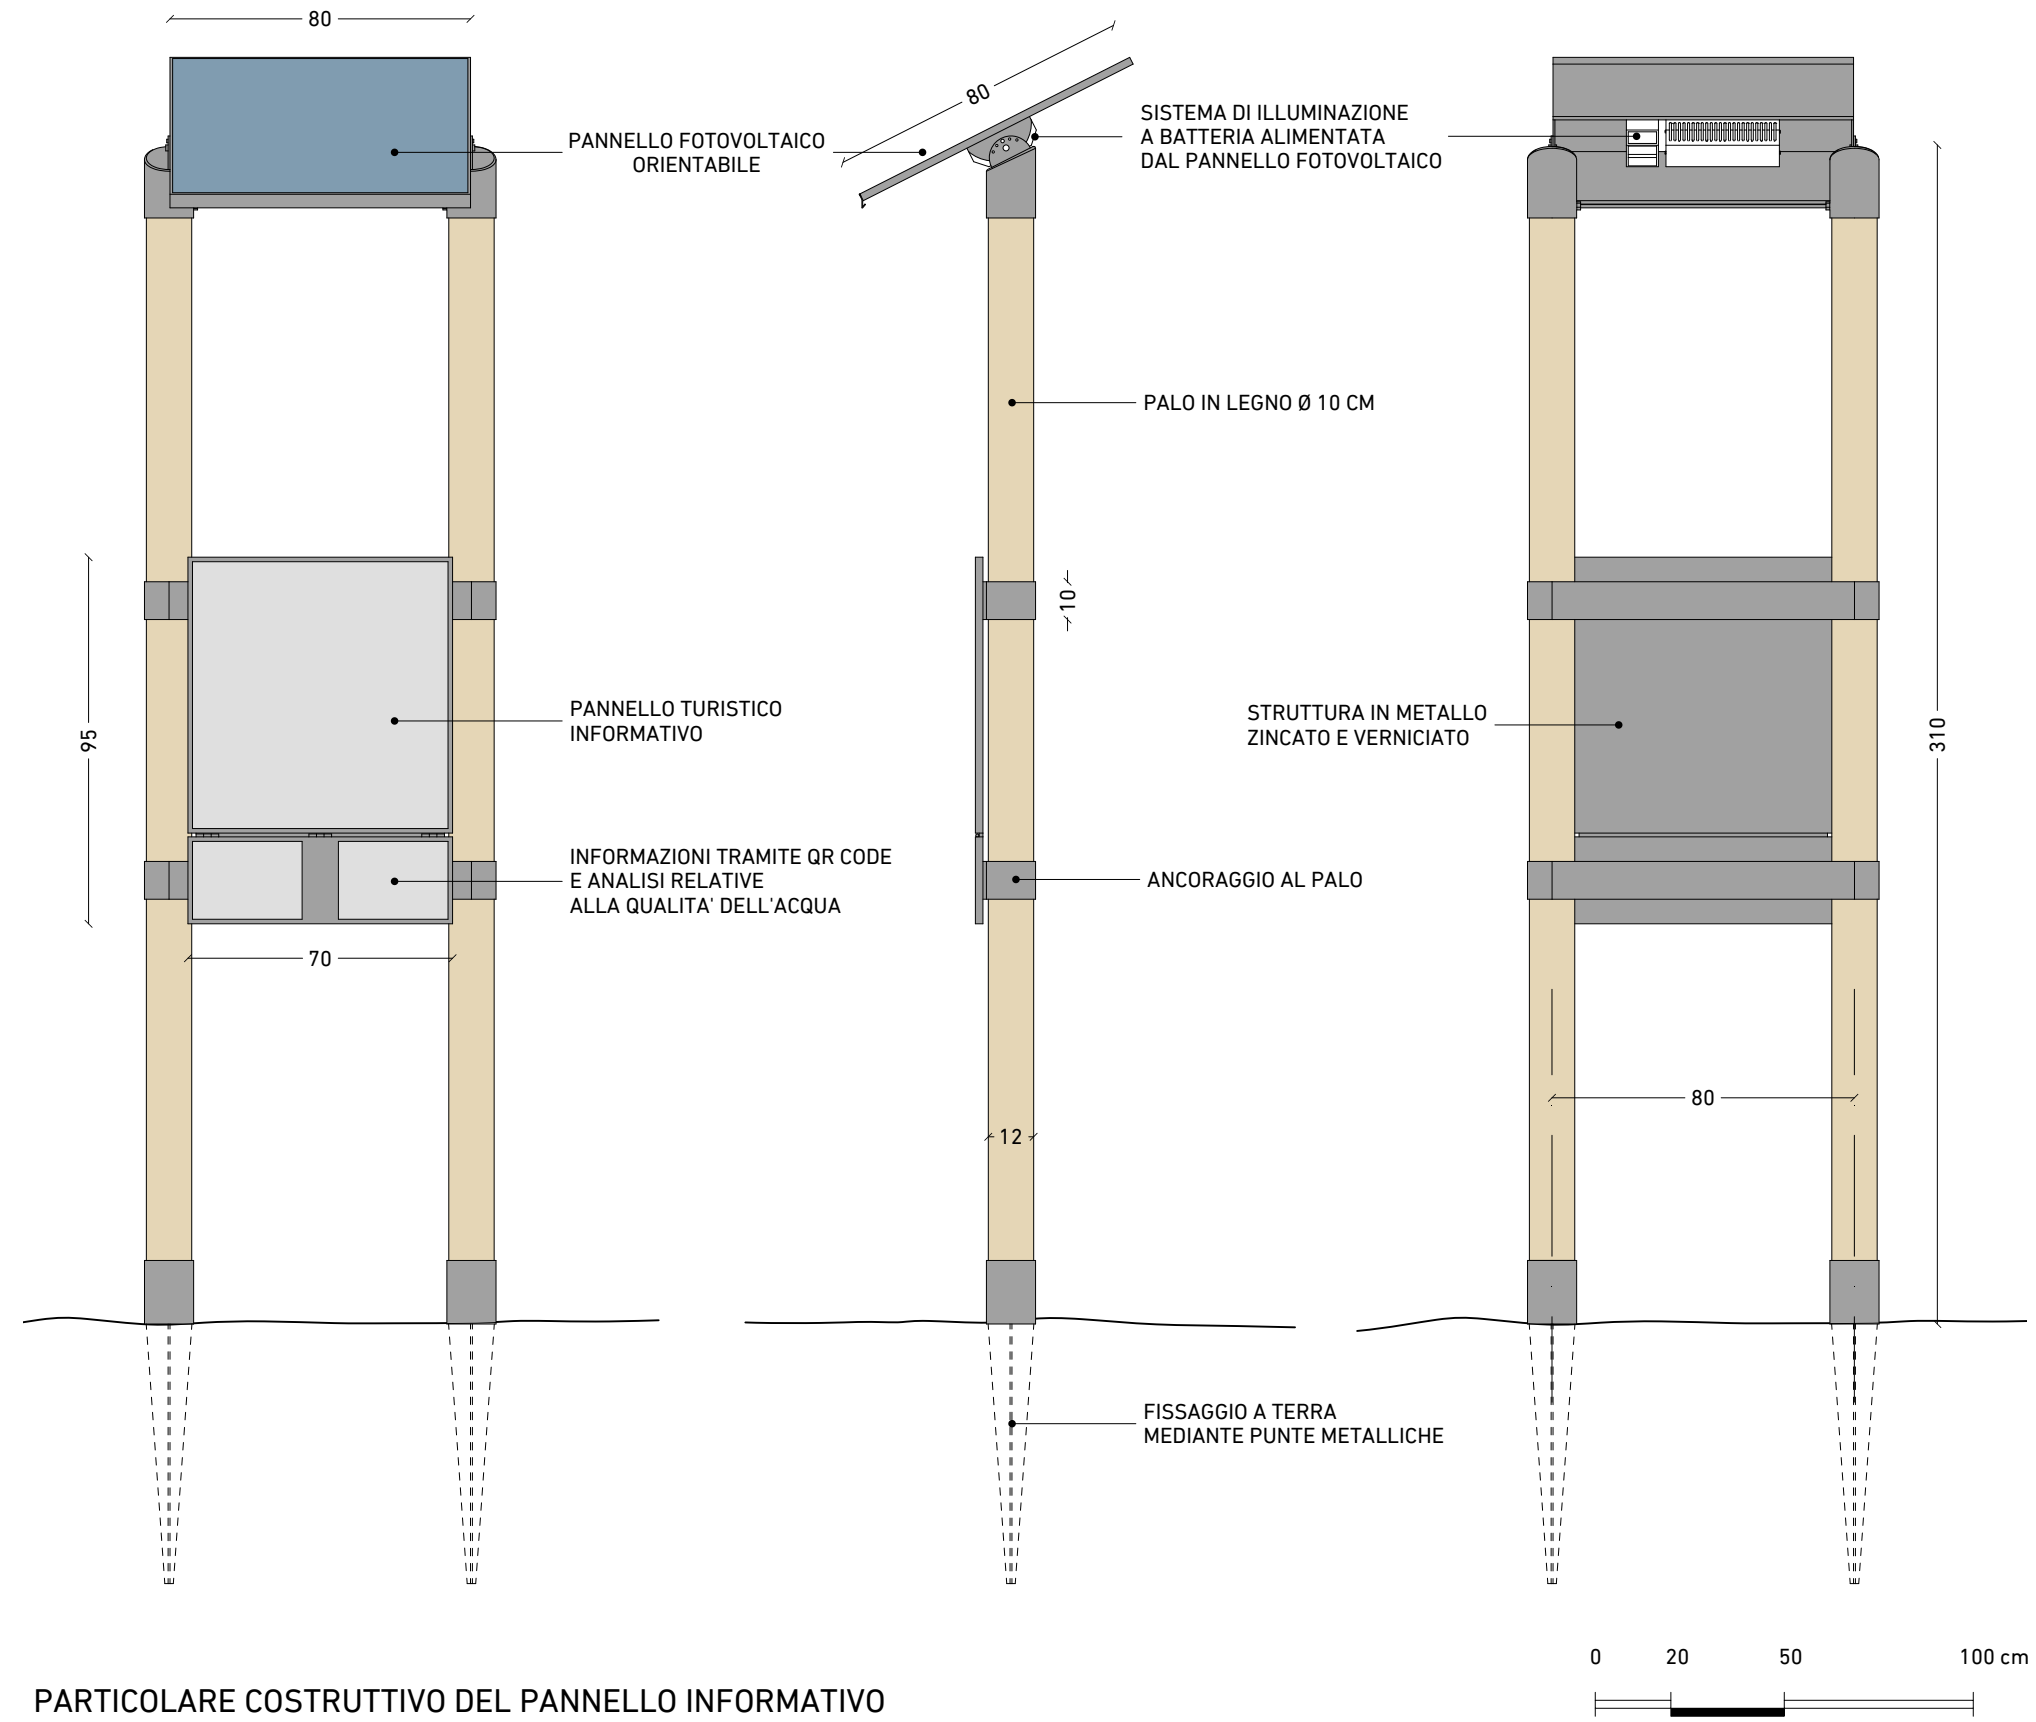 80
PANNELLO FOTOVOLTAICO
ORIENTABILE
80
SISTEMA DI ILLUMINAZIONE
A BATTERIA ALIMENTATA
DAL PANNELLO FOTOVOLTAICO
PALO IN LEGNO Ø 10 CM
95
10
PANNELLO TURISTICO
INFORMATIVO
STRUTTURA IN METALLO
ZINCATO E VERNICIATO
310
INFORMAZIONI TRAMITE QR CODE
E ANALISI RELATIVE
ALLA QUALITA' DELL'ACQUA
ANCORAGGIO AL PALO
70
80
12
FISSAGGIO A TERRA
MEDIANTE PUNTE METALLICHE
0 20 50 100 cm
PARTICOLARE COSTRUTTIVO DEL PANNELLO INFORMATIVO